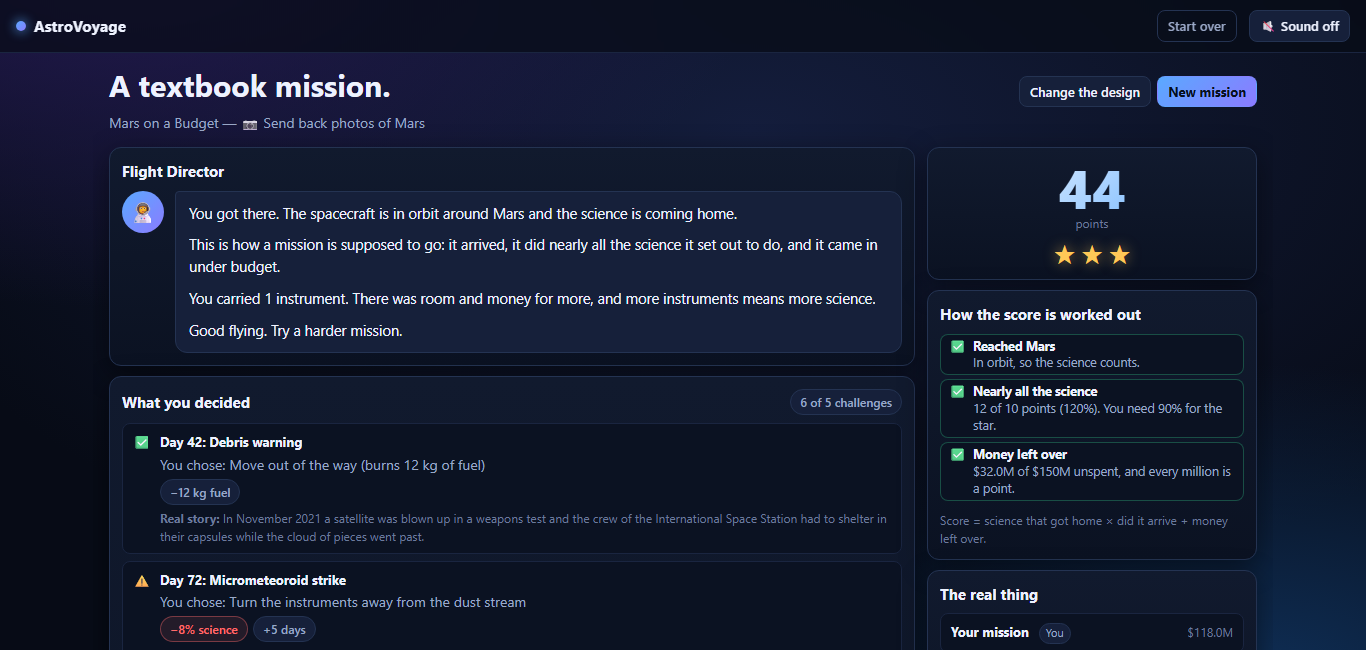 AstroVoyage
Start over
Sound off
A textbook mission.
Mars on a Budget — Send back photos of Mars
Change the design
New mission
Flight Director
You got there. The spacecraft is in orbit around Mars and the science is coming home.
This is how a mission is supposed to go: it arrived, it did nearly all the science it set out to do, and it came in
under budget.
You carried 1 instrument. There was room and money for more, and more instruments means more science.
Good flying. Try a harder mission.
What you decided
6 of 5 challenges
Day 42: Debris warning
You chose: Move out of the way (burns 12 kg of fuel)
−12 kg fuel
Real story: In November 2021 a satellite was blown up in a weapons test and the crew of the International Space Station had to shelter in
their capsules while the cloud of pieces went past.
Day 72: Micrometeoroid strike
You chose: Turn the instruments away from the dust stream
−8% science
+5 days
44
points
How the score is worked out
Reached Mars
In orbit, so the science counts.
Nearly all the science
12 of 10 points (120%). You need 90% for the
star.
Money left over
$32.0M of $150M unspent, and every million is
a point.
Score = science that got home × did it arrive + money
left over.
The real thing
Your mission
You
$118.0M